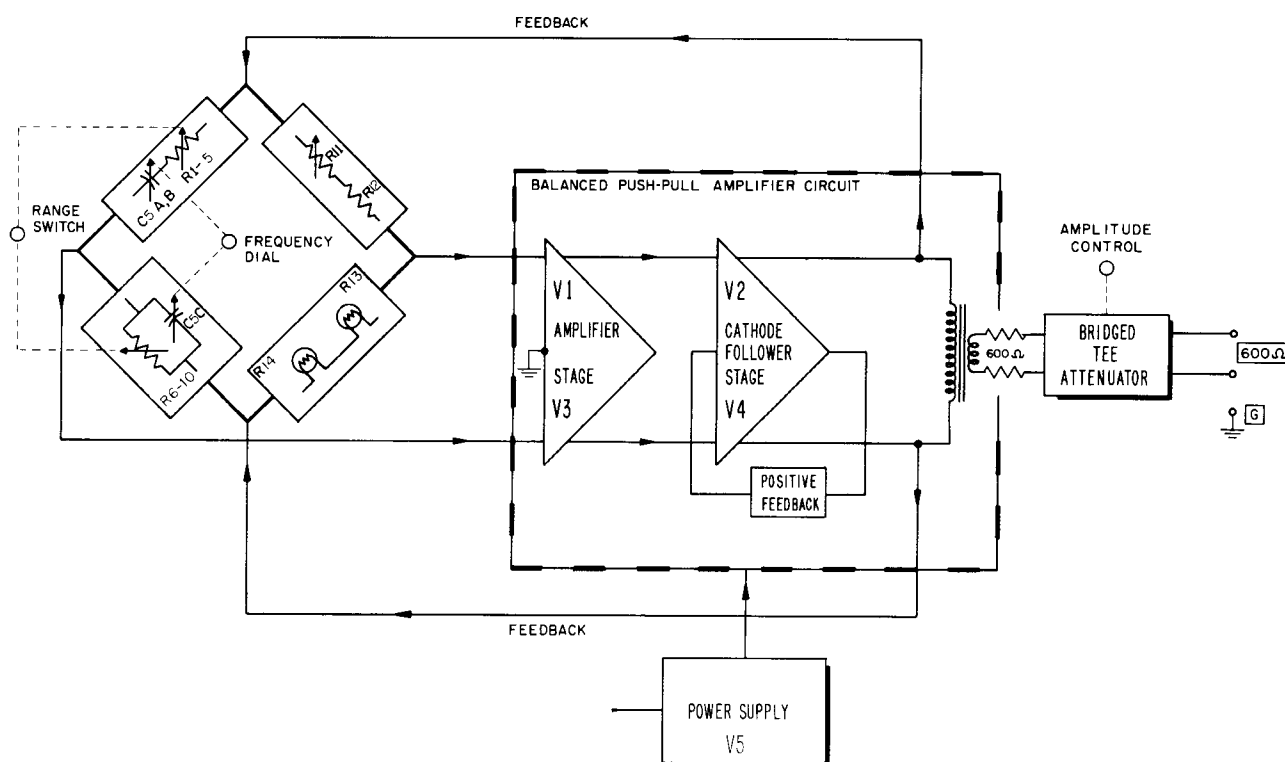 FEEDBACK
C5 A,B R1-5
R11
R12
RANGE
SWITCH
FREQUENCY
DIAL
C5C
R6-10
R13
R14
BALANCED PUSH-PULL AMPLIFIER CIRCUIT
V1
AMPLIFIER
STAGE
V3
V2
CATHODE
FOLLOWER
STAGE
V4
POSITIVE
FEEDBACK
600Ω
AMPLITUDE
CONTROL
BRIDGED
TEE
ATTENUATOR
600Ω
G
FEEDBACK
POWER SUPPLY
V5